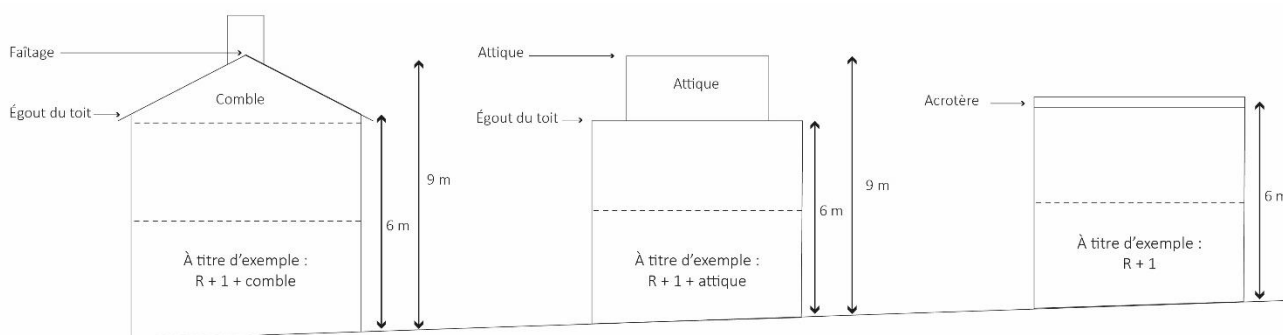 Faîtage
Comble
Égout du toit
9 m
6 m
À titre d'exemple :
R + 1 + comble
Attique
Attique
Égout du toit
9 m
6 m
À titre d'exemple :
R + 1 + attique
Acrotère
6 m
À titre d'exemple :
R + 1